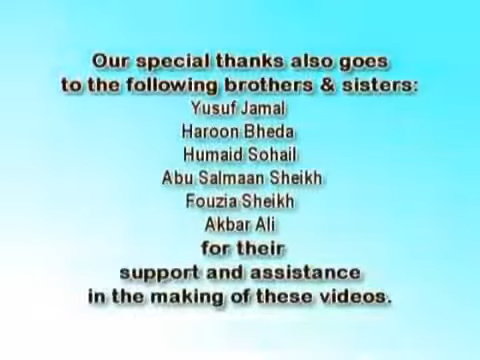 Our special thanks also goes
to the following brothers & sisters:
Yusuf Jamal
Haroon Bheda
Humaid Sohail
Abu Salmaan Sheikh
Fouzia Sheikh
Akbar Ali
for their
support and assistance
in the making of these videos.